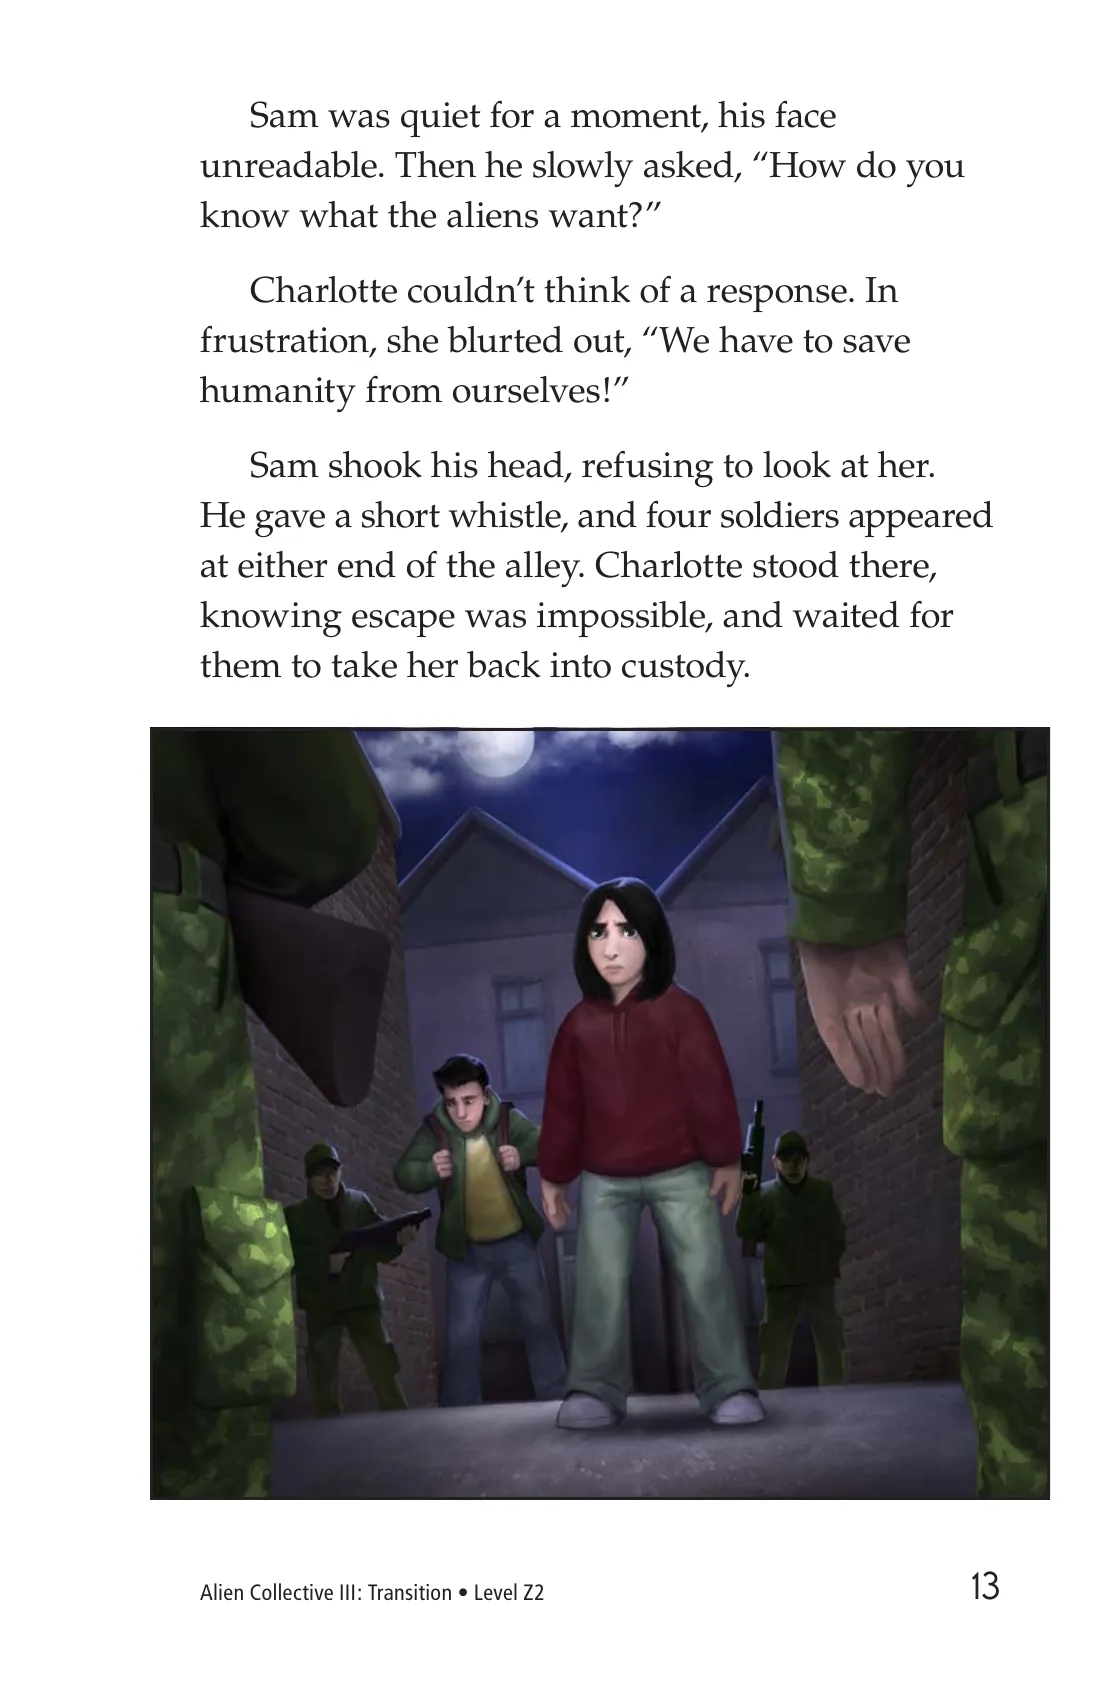 Sam was quiet for a moment, his face
unreadable. Then he slowly asked, “How do you
know what the aliens want?”
Charlotte couldn’t think of a response. In
frustration, she blurted out, “We have to save
humanity from ourselves!”
Sam shook his head, refusing to look at her.
He gave a short whistle, and four soldiers appeared
at either end of the alley. Charlotte stood there,
knowing escape was impossible, and waited for
them to take her back into custody.
Alien Collective III: Transition • Level Z2
13